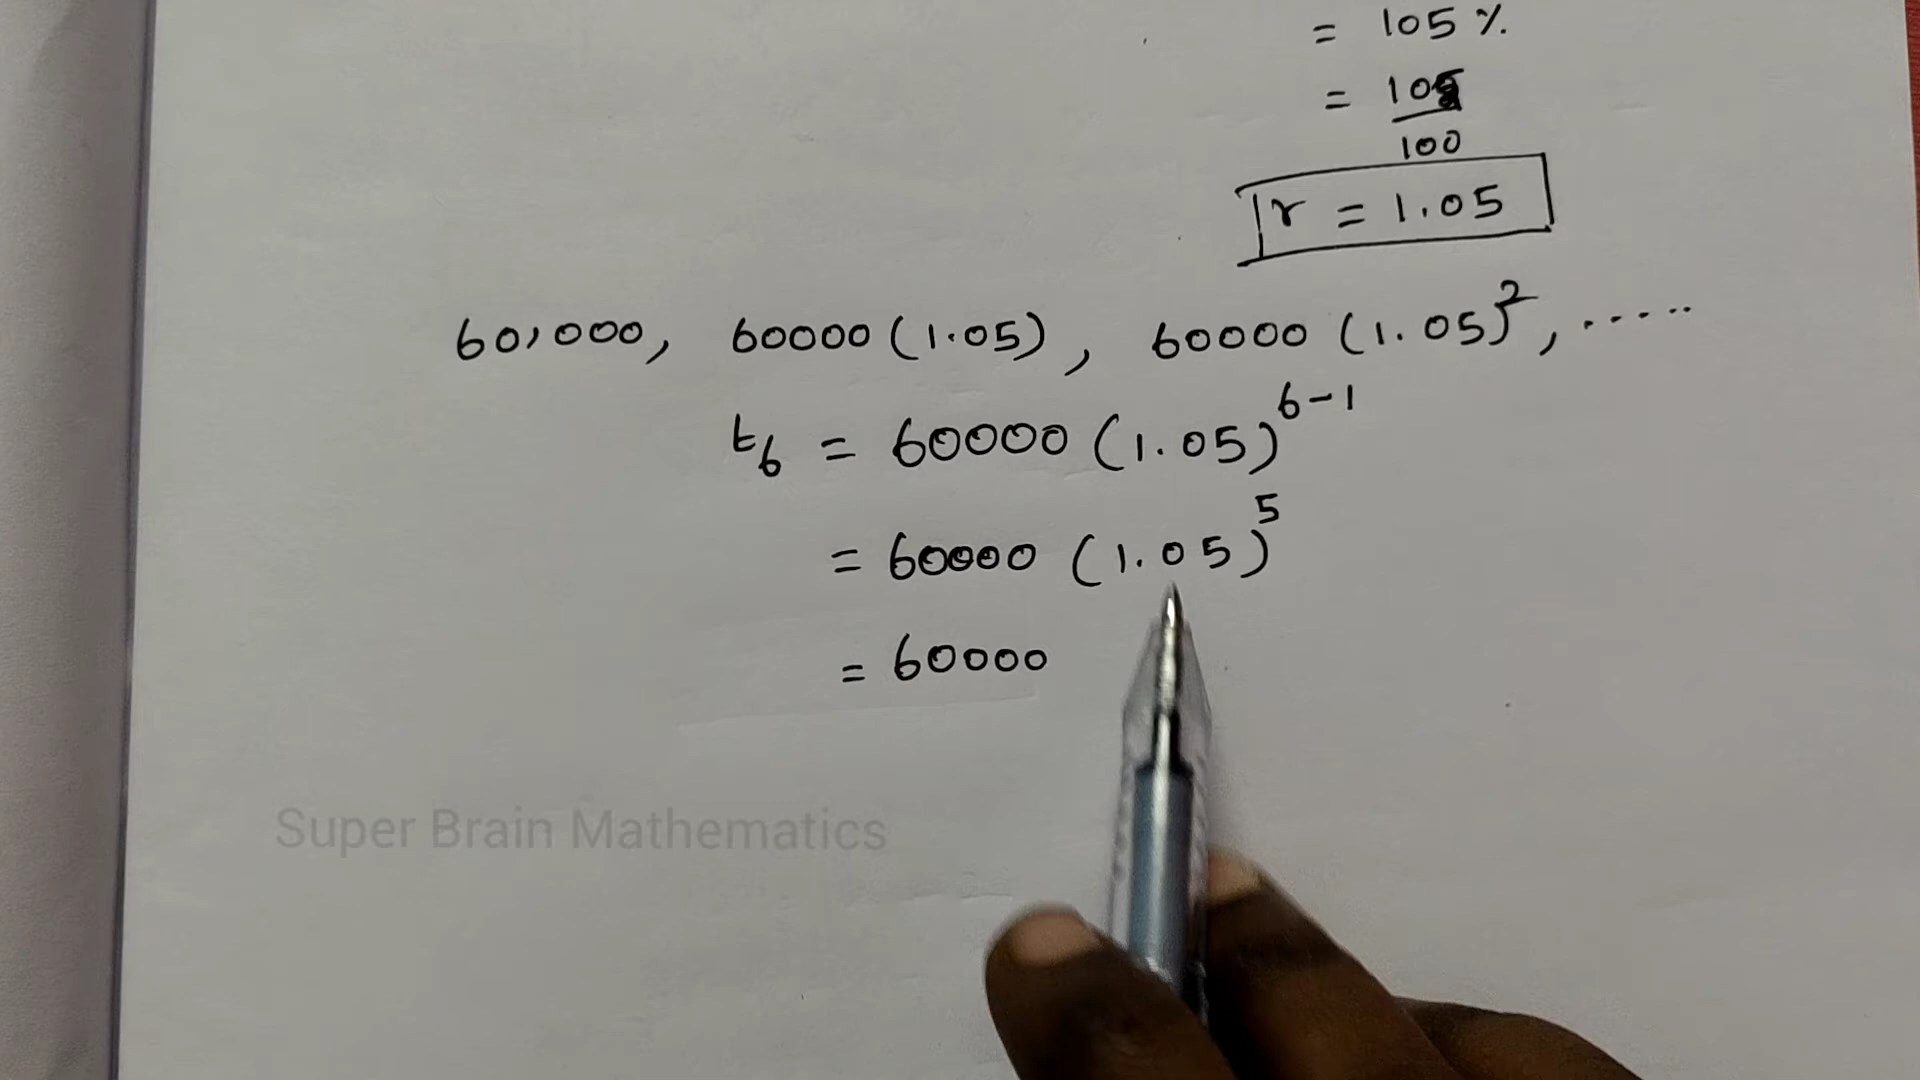 = 105 %
= 105
100
r = 1.05
60,000, 60000 (1.05), 60000 (1.05)², .....
t₆ = 60000 (1.05)⁶⁻¹
= 60000 (1.05)⁵
= 60000
Super Brain Mathematics